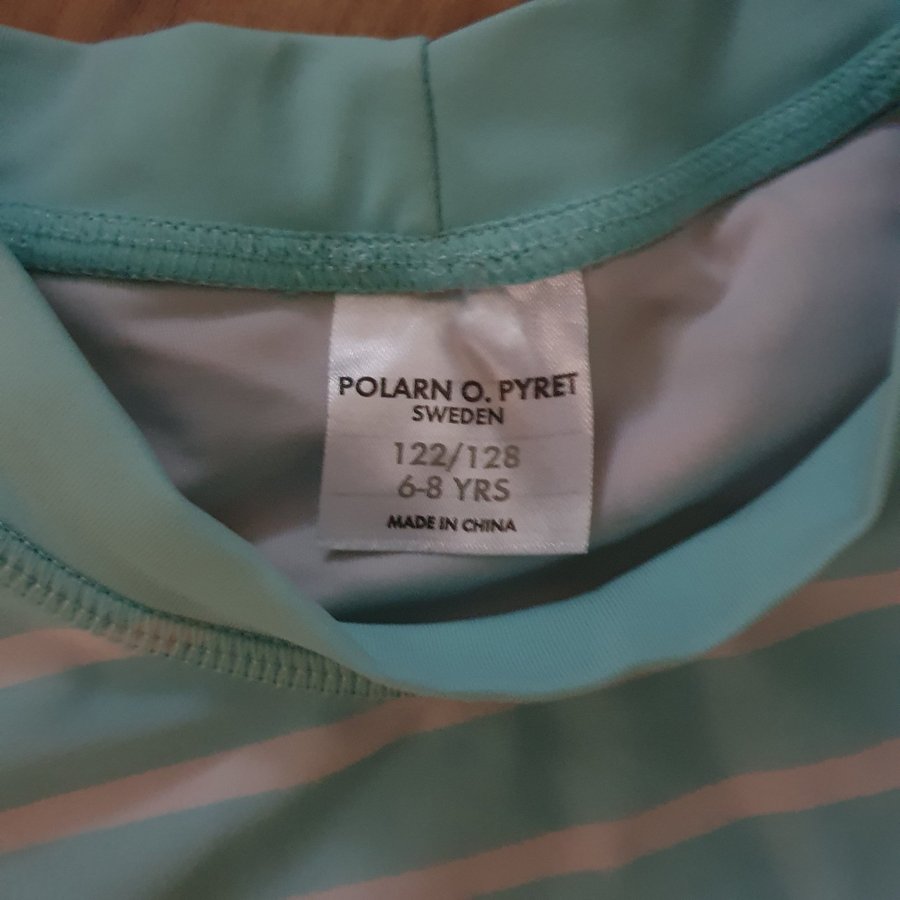 POLARN O. PYRET
SWEDEN
122/128
6-8 YRS
MADE IN CHINA